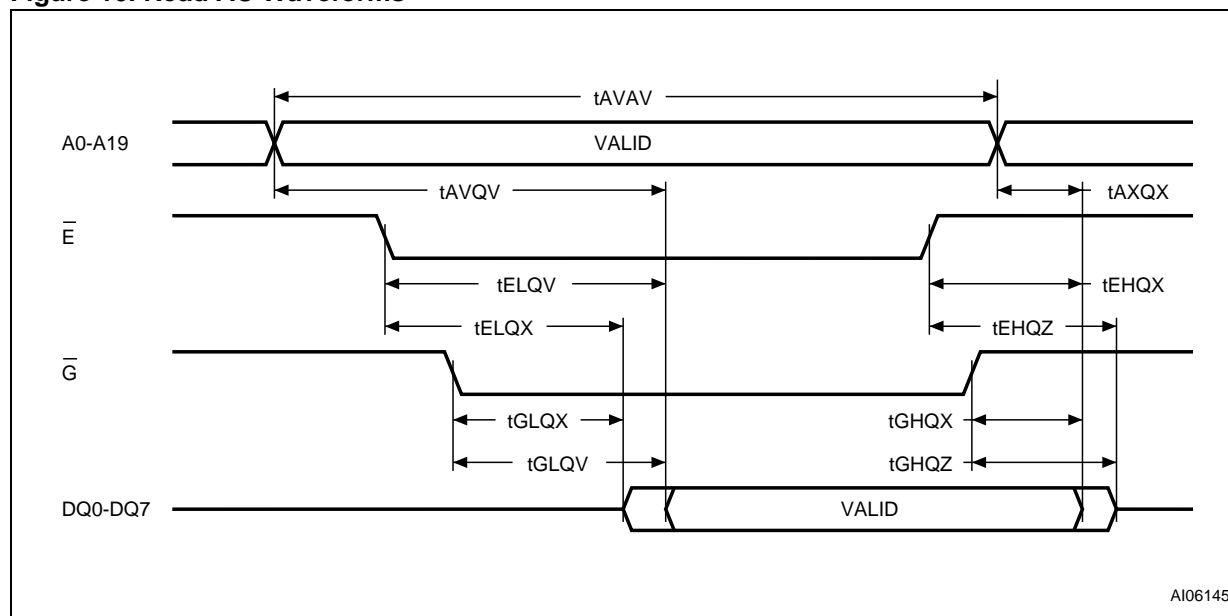 tAVAV
A0-A19
VALID
tAVQV
tAXQX
E
tELQV
tEHQX
tELQX
tEHQZ
G
tGLQX
tGHQX
tGLQV
tGHQZ
DQ0-DQ7
VALID
AI06145